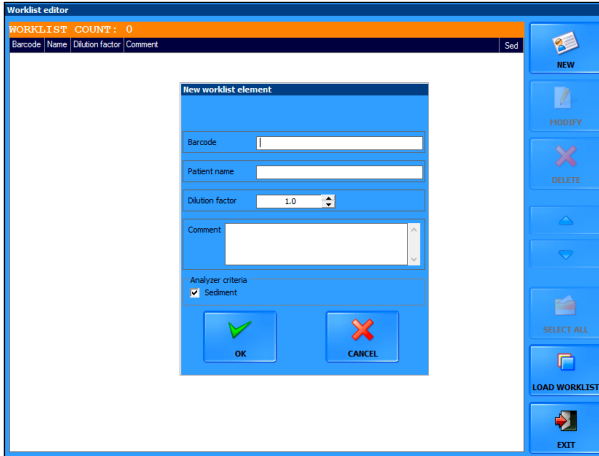 Worklist editor
WORKLIST COUNT: 0
Barcode Name Dilution factor Comment Sed
New worklist element
Barcode
Patient name
Dilution factor 1.0
Comment
Analyzer criteria
Sediment
OK CANCEL
NEW
MODIFY
DELETE
SELECT ALL
LOAD WORKLIST
EXIT